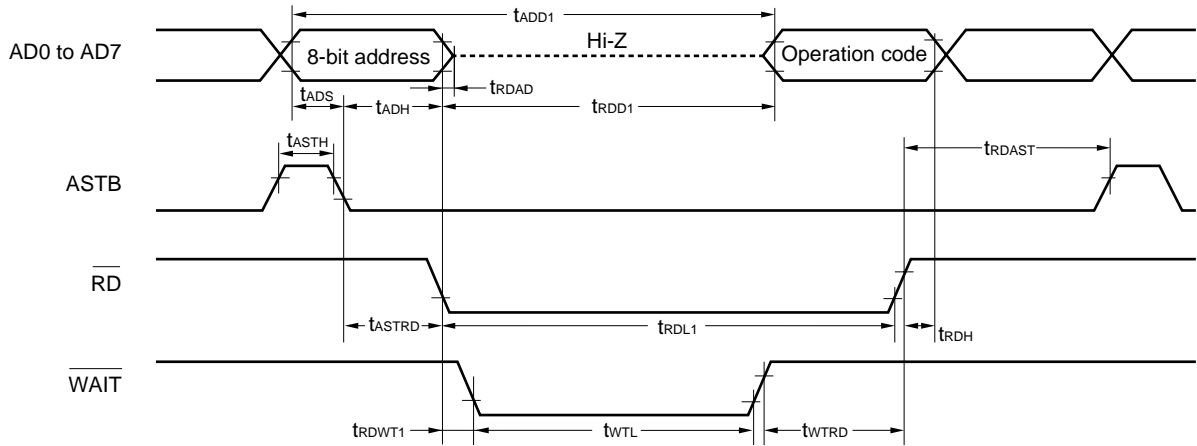 tADD1
AD0 to AD7
8-bit address
Hi-Z
Operation code
tRDAD
tADS
tADH
tRDD1
tASTH
tRDAST
ASTB
RD
tASTRD
tRDL1
tRDH
WAIT
tRDWT1
tWTL
tWTRD